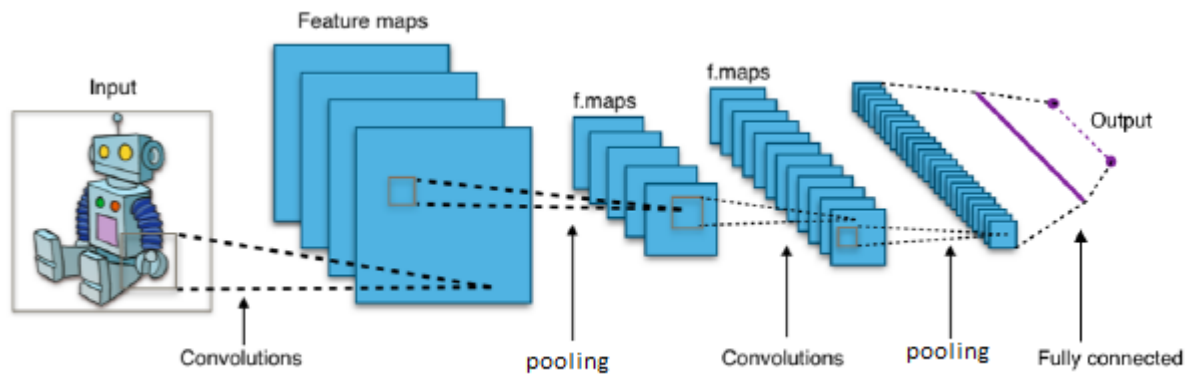 Feature maps
Input
f.maps
f.maps
Output
Convolutions
pooling
Convolutions
pooling
Fully connected